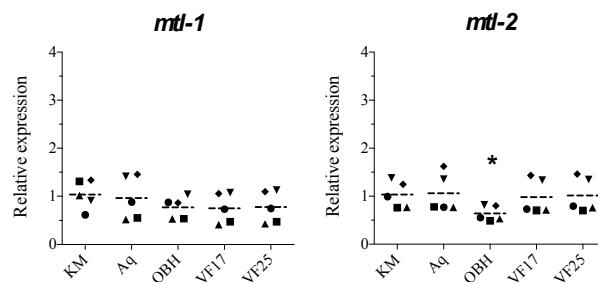 mtl-1
Relative expression
4
3
2
1
0
KM
Aq
OBH
VF17
VF25
mtl-2
Relative expression
4
3
2
1
0
*
KM
Aq
OBH
VF17
VF25